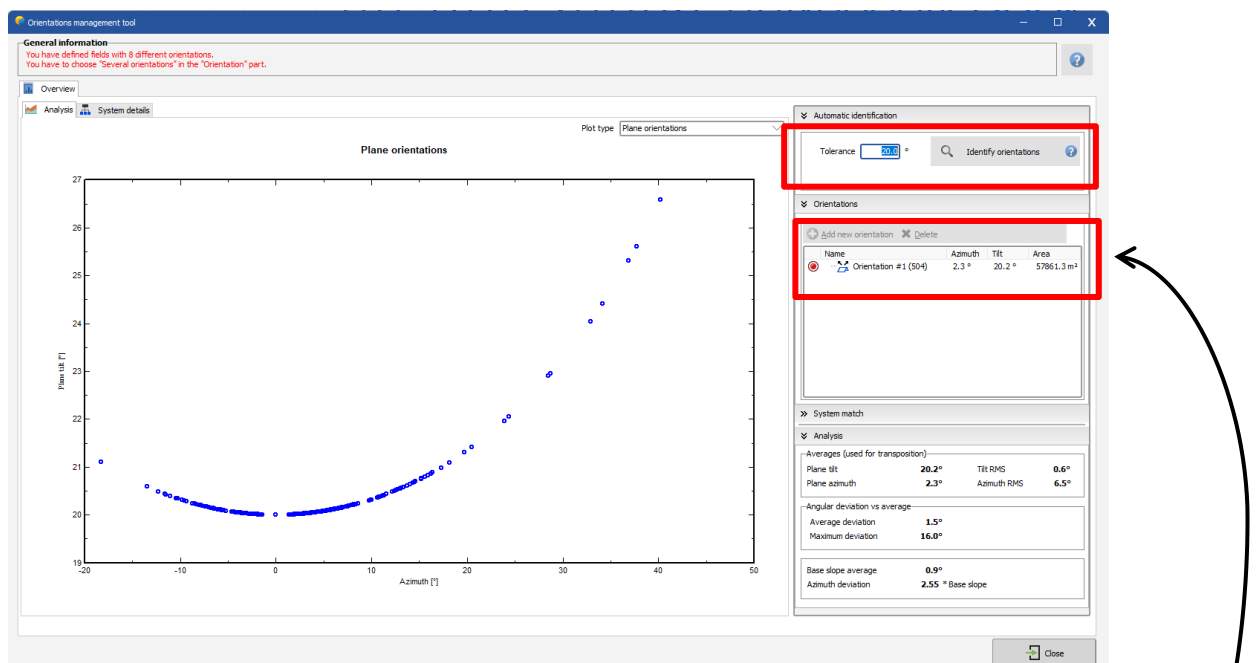 Orientations management tool
General information
You have defined fields with 8 different orientations.
You have to choose "Several orientations" in the "Orientation" part.
Overview
Analysis System details
Plot type Plane orientations
Plane orientations
27
26
25
24
23
22
21
20
19
Plane tilt [°]
-20 -10 0 10 20 30 40 50
Azimuth [°]
Automatic identification
Tolerance 20.0 ° Identify orientations
Orientations
Add new orientation Delete
Name Azimuth Tilt Area
Orientation #1 (504) 2.3 ° 20.2 ° 57861.3 m²
System match
Analysis
Averages (used for transposition)
Plane tilt 20.2° Tilt RMS 0.6°
Plane azimuth 2.3° Azimuth RMS 6.5°
Angular deviation vs average
Average deviation 1.5°
Maximum deviation 16.0°
Base slope average 0.9°
Azimuth deviation 2.55 * Base slope
Close